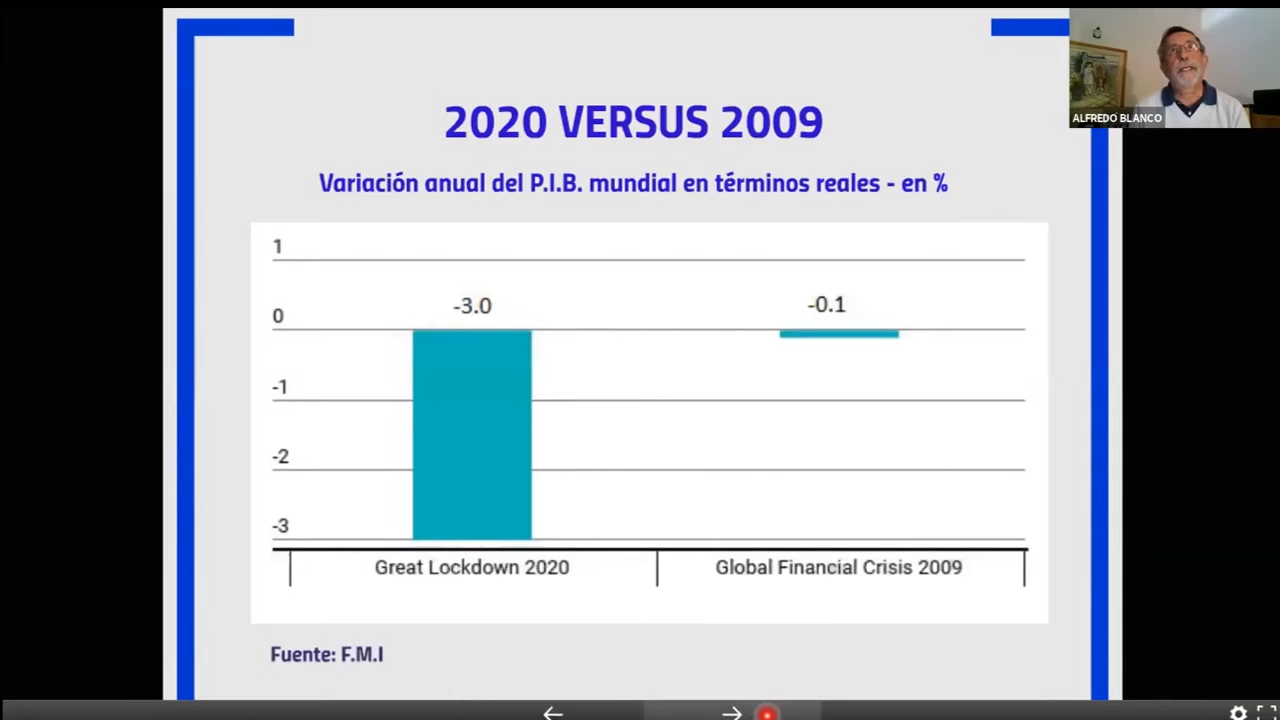 2020 VERSUS 2009
ALFREDO BLANCO
Variación anual del P.I.B. mundial en términos reales - en %
1
-3.0
-0.1
0
-1
-2
-3
Great Lockdown 2020
Global Financial Crisis 2009
Fuente: F.M.I